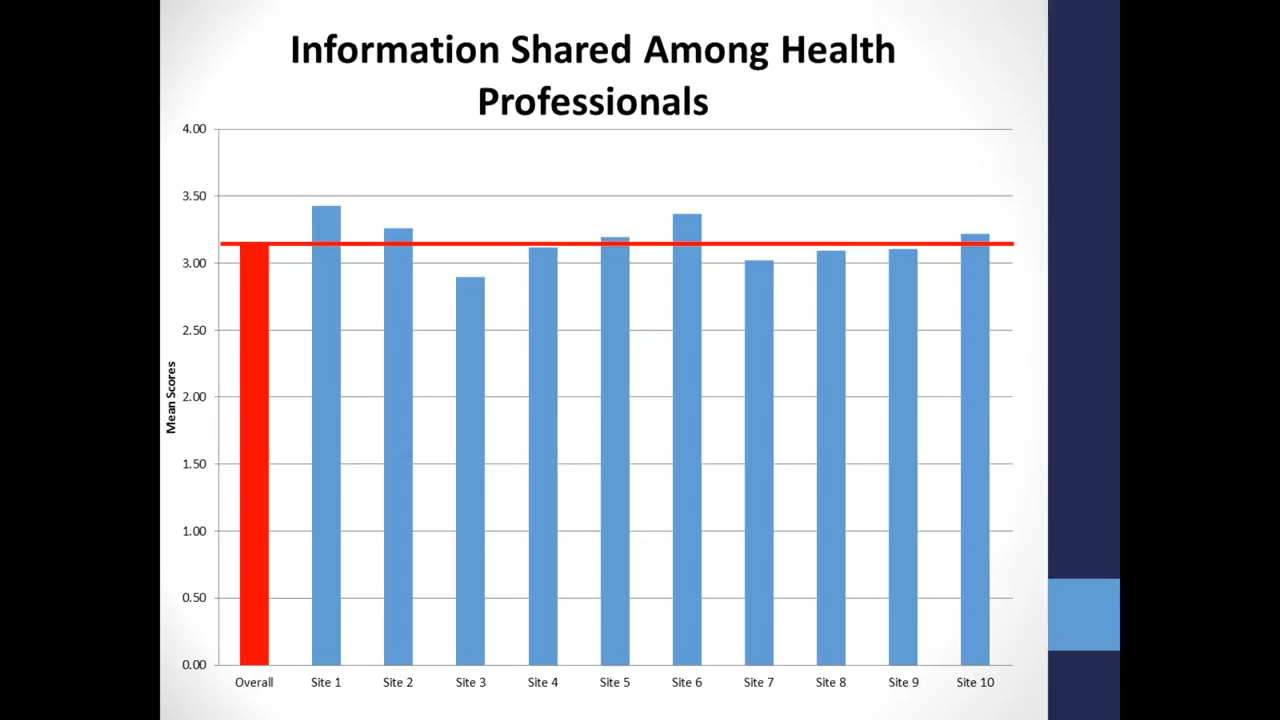 Information Shared Among Health
Professionals
4.00
3.50
3.00
2.50
2.00
1.50
1.00
0.50
0.00
Mean Scores
Overall Site 1 Site 2 Site 3 Site 4 Site 5 Site 6 Site 7 Site 8 Site 9 Site 10